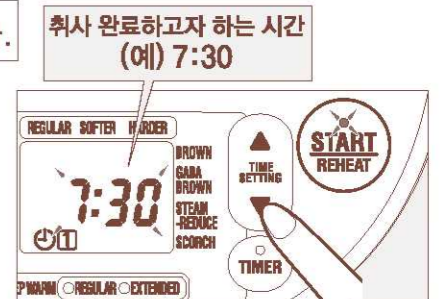 취사 완료하고자 하는 시간
(예) 7:30
REGULAR SOFTER HARDER
BROWN
GABA
BROWN
STEAM
-REDUCE
SCORCH
7:30
1
TIME
SETTING
START
REHEAT
TIMER
WARM REGULAR EXTENDED